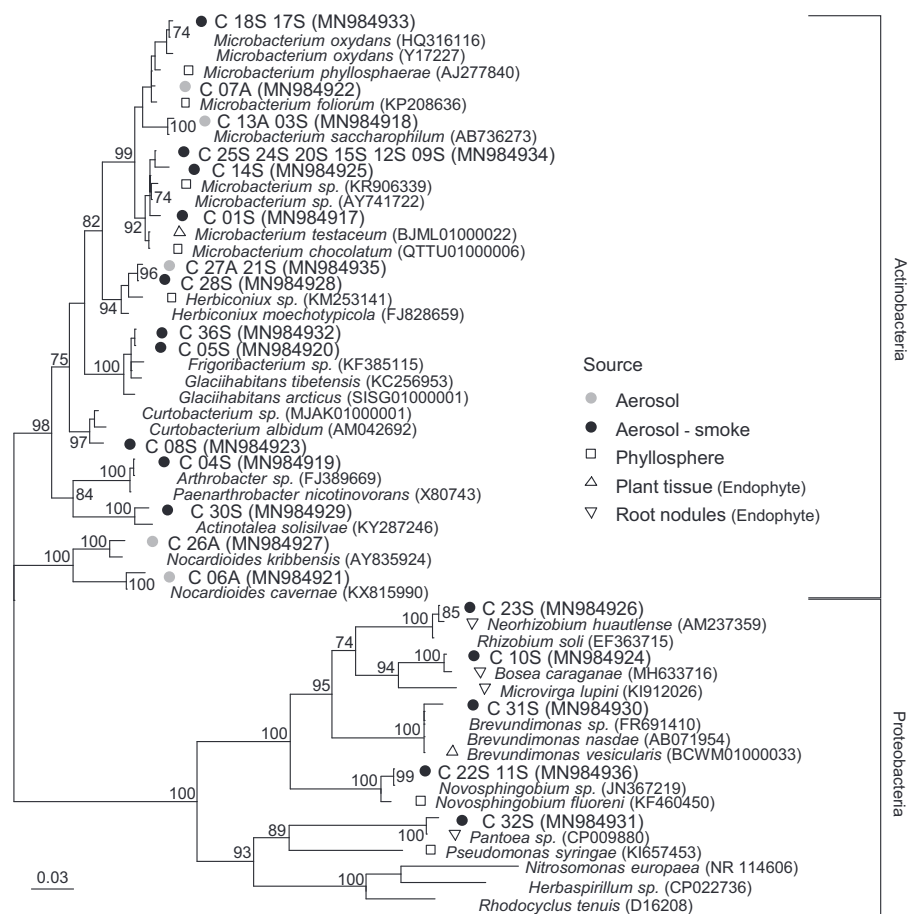 C 18S 17S (MN984933)
74
Microbacterium oxydans (HQ316116)
Microbacterium oxydans (Y17227)
Microbacterium phyllosphaerae (AJ277840)
C 07A (MN984922)
Microbacterium foliorum (KP208636)
C 13A 03S (MN984918)
100
Microbacterium saccharophilum (AB736273)
99
C 25S 24S 20S 15S 12S 09S (MN984934)
C 14S (MN984925)
Microbacterium sp. (KR906339)
74
Microbacterium sp. (AY741722)
82
92
C 01S (MN984917)
Microbacterium testaceum (BJML01000022)
Microbacterium chocolatum (QTTU01000006)
96
C 27A 21S (MN984935)
C 28S (MN984928)
Herbiconiux sp. (KM253141)
94
Herbiconiux moechotypicola (FJ828659)
C 36S (MN984932)
C 05S (MN984920)
75
100
Frigoribacterium sp. (KF385115)
Glaciihabitans tibetensis (KC256953)
Glaciihabitans arcticus (SISG01000001)
Curtobacterium sp. (MJAK01000001)
98
97
Curtobacterium albidum (AM042692)
C 08S (MN984923)
C 04S (MN984919)
100
Arthrobacter sp. (FJ389669)
84
Paenarthrobacter nicotinovorans (X80743)
100
C 30S (MN984929)
Actinotalea solisilvae (KY287246)
100
C 26A (MN984927)
100
Nocardioides kribbensis (AY835924)
C 06A (MN984921)
100
Nocardioides cavernae (KX815990)
Actinobacteria
Source
Aerosol
Aerosol - smoke
Phyllosphere
Plant tissue (Endophyte)
Root nodules (Endophyte)
85
C 23S (MN984926)
100
Neorhizobium huautlense (AM237359)
74
Rhizobium soli (EF363715)
100
C 10S (MN984924)
94
Bosea caraganae (MH633716)
Microvirga lupini (KI912026)
95
C 31S (MN984930)
Brevundimonas sp. (FR691410)
100
100
Brevundimonas nasdae (AB071954)
Brevundimonas vesicularis (BCWM01000033)
100
99
C 22S 11S (MN984936)
Novosphingobium sp. (JN367219)
100
Novosphingobium fluoreni (KF460450)
C 32S (MN984931)
89
100
Pantoea sp. (CP009880)
93
Pseudomonas syringae (KI657453)
Nitrosomonas europaea (NR 114606)
100
Herbaspirillum sp. (CP022736)
Rhodocyclus tenuis (D16208)
Proteobacteria
0.03